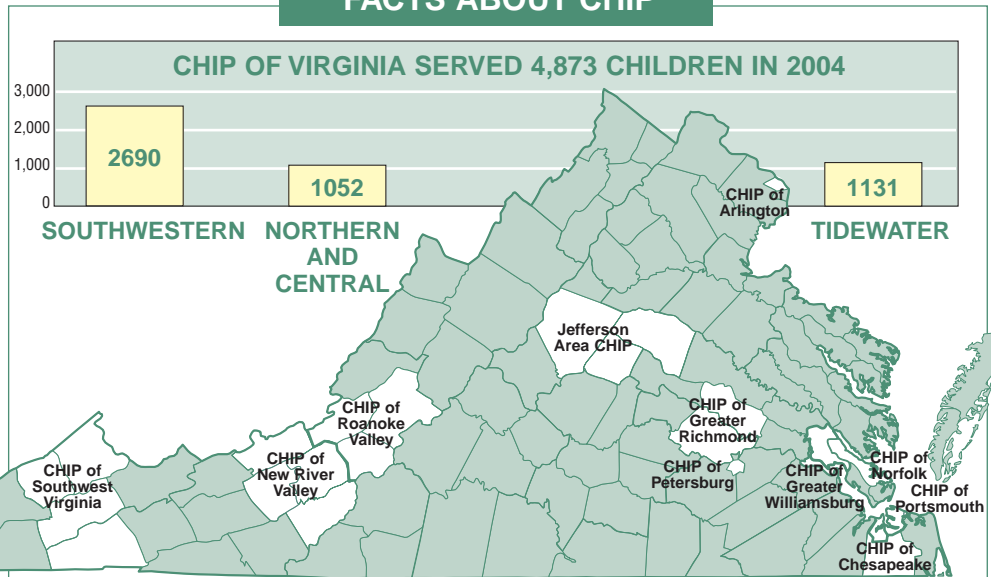 FACTS ABOUT CHIP
CHIP OF VIRGINIA SERVED 4,873 CHILDREN IN 2004
3,000
2,000
1,000
0
2690
1052
1131
SOUTHWESTERN
NORTHERN
AND
CENTRAL
TIDEWATER
CHIP of
Arlington
Jefferson
Area CHIP
CHIP of
Roanoke
Valley
CHIP of
Greater
Richmond
CHIP of
Southwest
Virginia
CHIP of
New River
Valley
CHIP of
Petersburg
CHIP of
Greater
Williamsburg
CHIP of
Norfolk
CHIP of
Portsmouth
CHIP of
Chesapeake